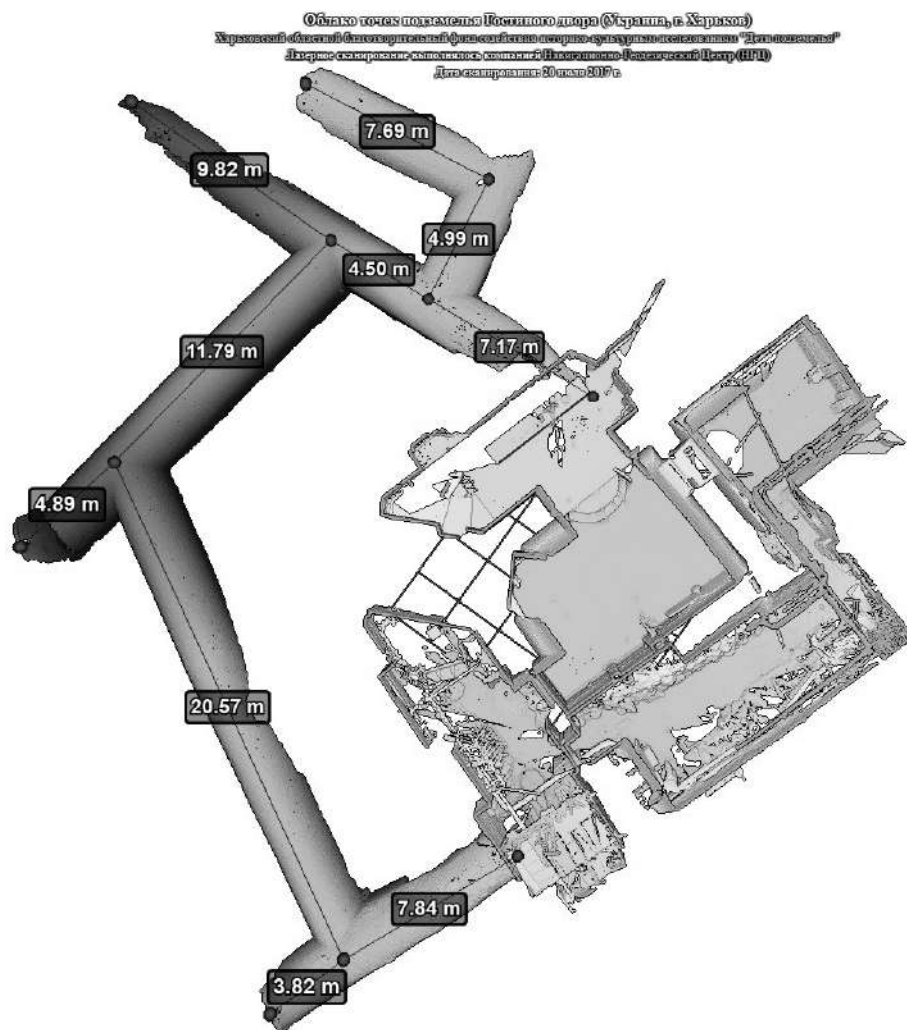 Облако точек подземелья Гостиного двора (Украина, г. Харьков)
Харьковский областной благотворительный фонд содействия историко-культурным исследованиям "Дети подземелья"
Лазерное сканирование выполнялось компанией Навигационно-Геодезический Центр (НГЦ)
Дата сканирования: 20 июля 2017 г.
7.69 m
9.82 m
4.99 m
4.50 m
7.17 m
11.79 m
4.89 m
20.57 m
7.84 m
3.82 m